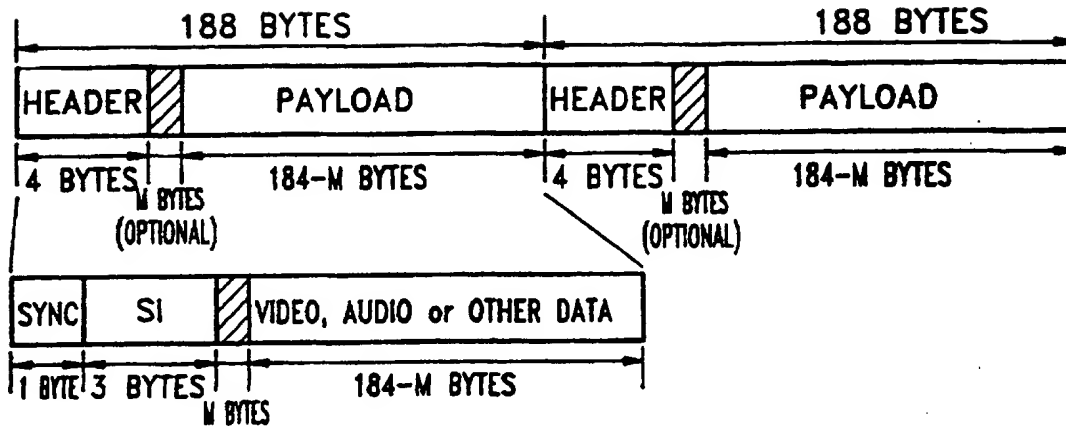 188 BYTES 188 BYTES
HEADER PAYLOAD HEADER PAYLOAD
4 BYTES 184-M BYTES 4 BYTES 184-M BYTES
M BYTES M BYTES
(OPTIONAL) (OPTIONAL)
SYNC SI VIDEO, AUDIO or OTHER DATA
1 BYTE 3 BYTES 184-M BYTES
M BYTES